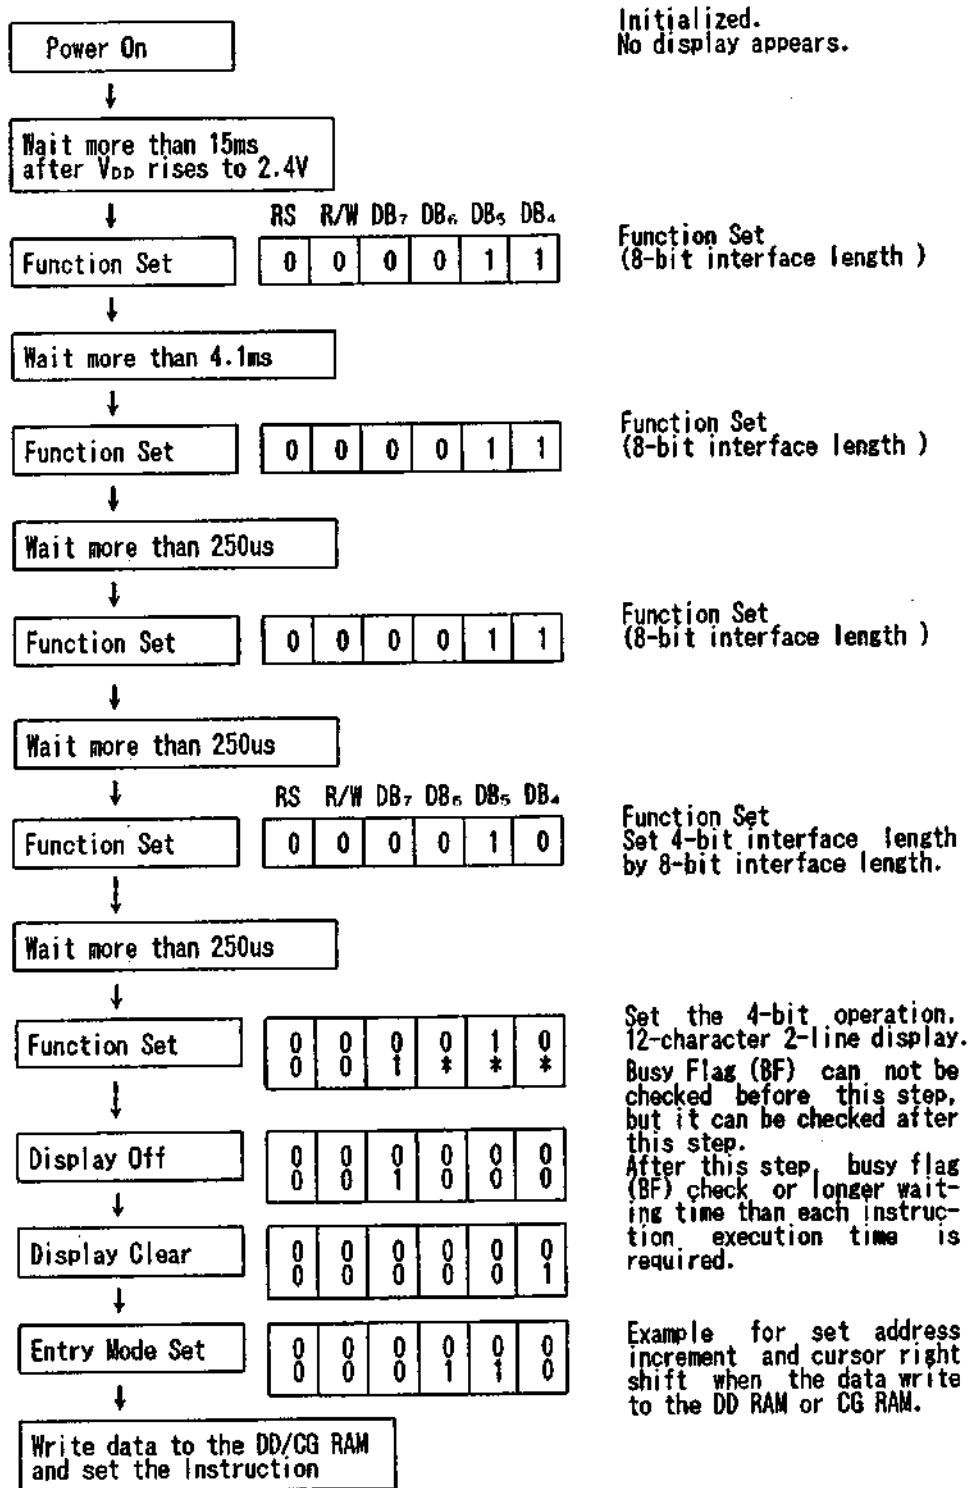 Power On
Initialized.
No display appears.
Wait more than 15ms
after VDD rises to 2.4V
RS R/W DB7 DB6 DB5 DB4
Function Set
0 0 0 0 1 1
Function Set
(8-bit interface length )
Wait more than 4.1ms
Function Set
0 0 0 0 1 1
Function Set
(8-bit interface length )
Wait more than 250us
Function Set
0 0 0 0 1 1
Function Set
(8-bit interface length )
Wait more than 250us
RS R/W DB7 DB6 DB5 DB4
Function Set
0 0 0 0 1 0
Function Set
Set 4-bit interface length
by 8-bit interface length.
Wait more than 250us
Function Set
0 0 0 0 1 0
0 0 1 * * *
Set the 4-bit operation.
12-character 2-line display.
Busy Flag (BF) can not be
checked before this step,
but it can be checked after
this step.
After this step, busy flag
(BF) check or longer wait-
ing time than each instruc-
tion execution time is
required.
Display Off
0 0 0 0 0 0
0 0 1 0 0 0
Display Clear
0 0 0 0 0 0
0 0 0 0 0 1
Entry Mode Set
0 0 0 0 0 0
0 0 0 1 1 0
Example for set address
increment and cursor right
shift when the data write
to the DD RAM or CG RAM.
Write data to the DD/CG RAM
and set the Instruction